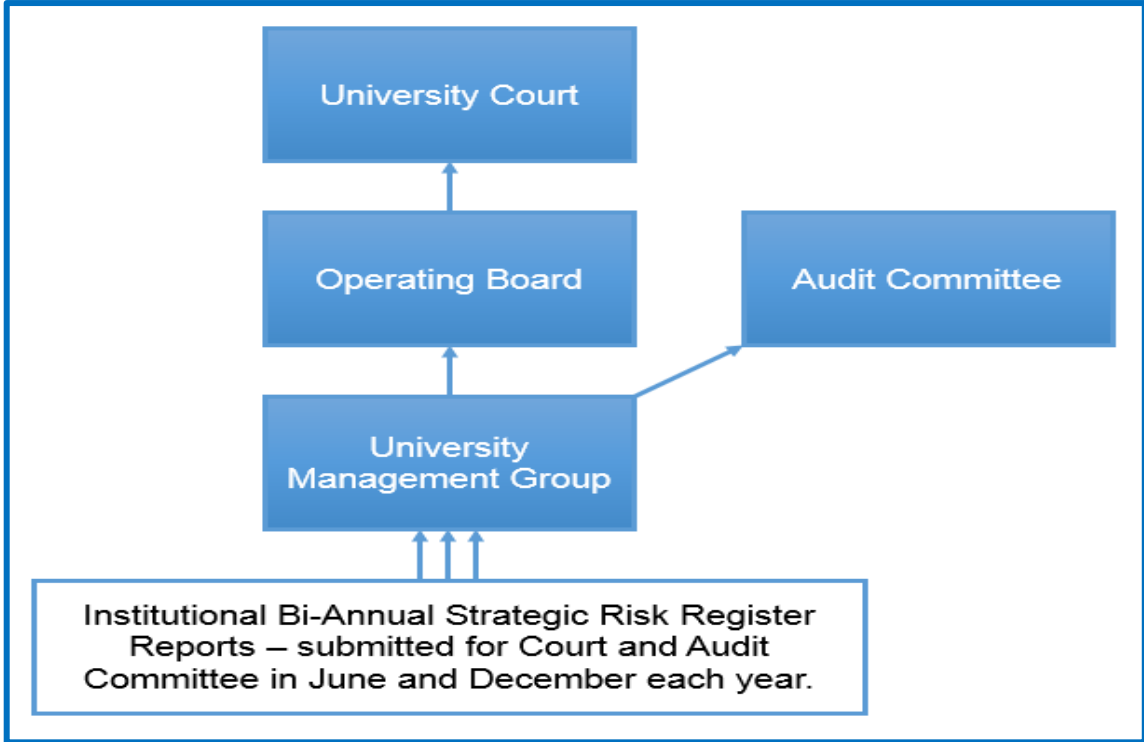 University Court
Operating Board
Audit Committee
University
Management Group
Institutional Bi-Annual Strategic Risk Register
Reports – submitted for Court and Audit
Committee in June and December each year.